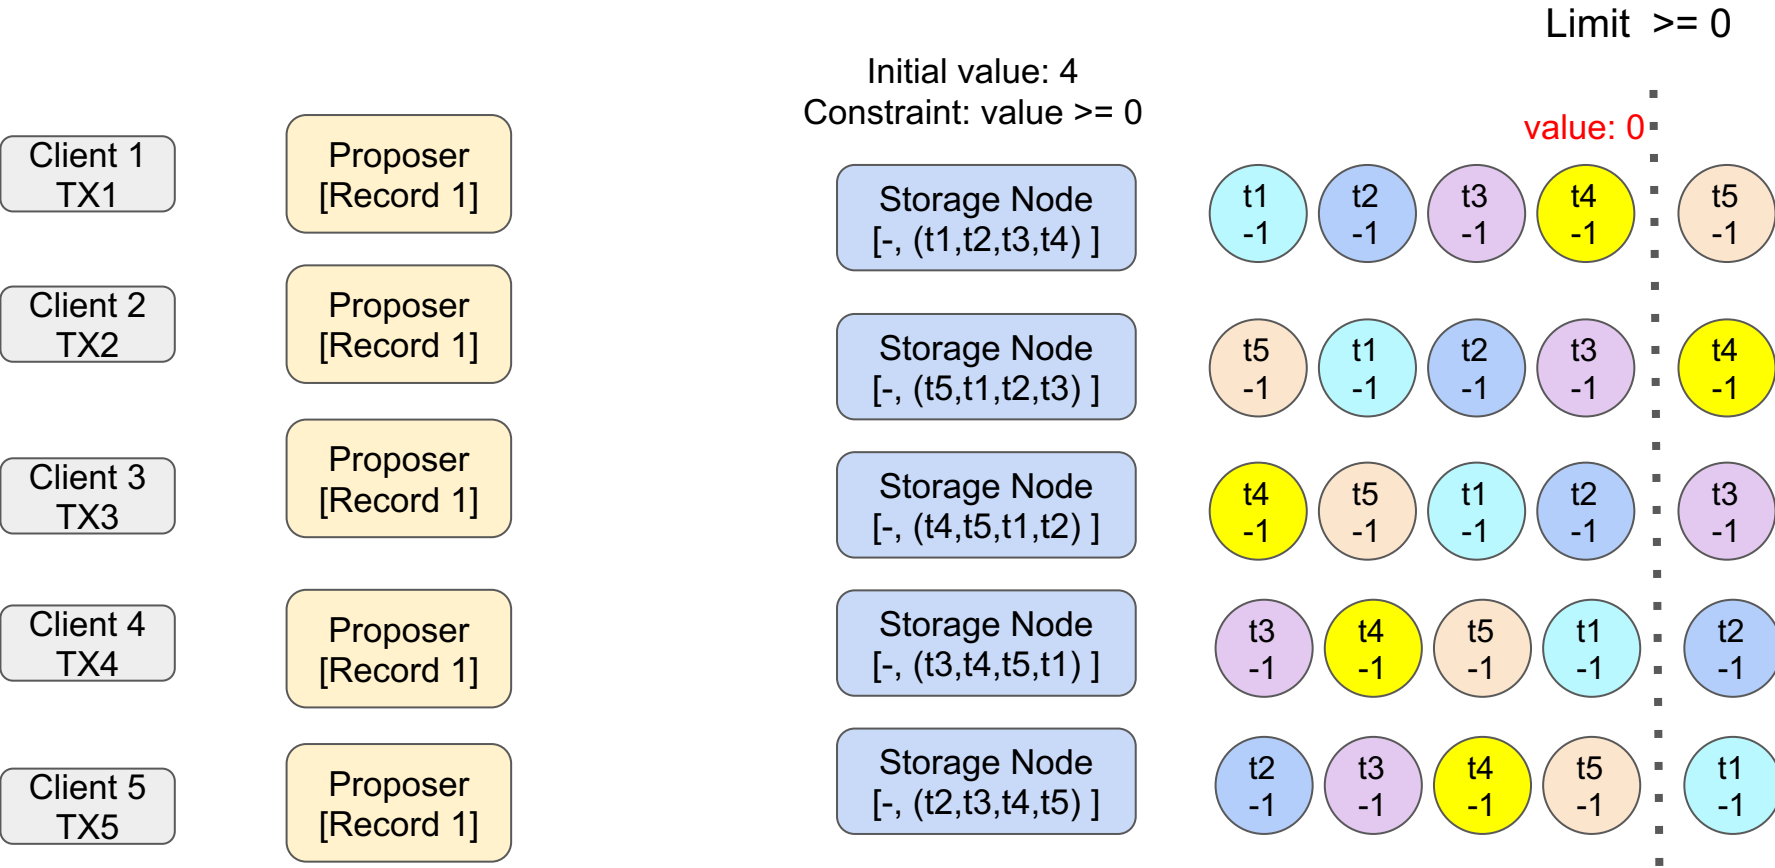 Limit >= 0
Initial value: 4
Constraint: value >= 0
value: 0
Client 1
TX1
Proposer
[Record 1]
Storage Node
[-, (t1,t2,t3,t4) ]
t1
-1
t2
-1
t3
-1
t4
-1
t5
-1
Client 2
TX2
Proposer
[Record 1]
Storage Node
[-, (t5,t1,t2,t3) ]
t5
-1
t1
-1
t2
-1
t3
-1
t4
-1
Client 3
TX3
Proposer
[Record 1]
Storage Node
[-, (t4,t5,t1,t2) ]
t4
-1
t5
-1
t1
-1
t2
-1
t3
-1
Client 4
TX4
Proposer
[Record 1]
Storage Node
[-, (t3,t4,t5,t1) ]
t3
-1
t4
-1
t5
-1
t1
-1
t2
-1
Client 5
TX5
Proposer
[Record 1]
Storage Node
[-, (t2,t3,t4,t5) ]
t2
-1
t3
-1
t4
-1
t5
-1
t1
-1